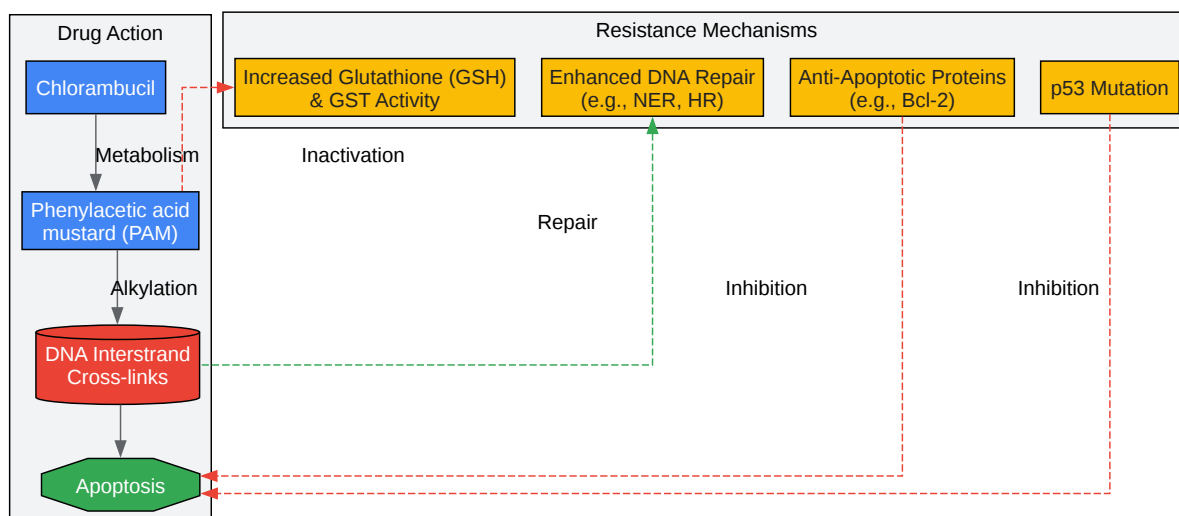 Drug Action
Chlorambucil
Metabolism
Phenylacetic acid
mustard (PAM)
Alkylation
DNA Interstrand
Cross-links
Apoptosis
Resistance Mechanisms
Increased Glutathione (GSH)
& GST Activity
Enhanced DNA Repair
(e.g., NER, HR)
Anti-Apoptotic Proteins
(e.g., Bcl-2)
p53 Mutation
Inactivation
Repair
Inhibition
Inhibition